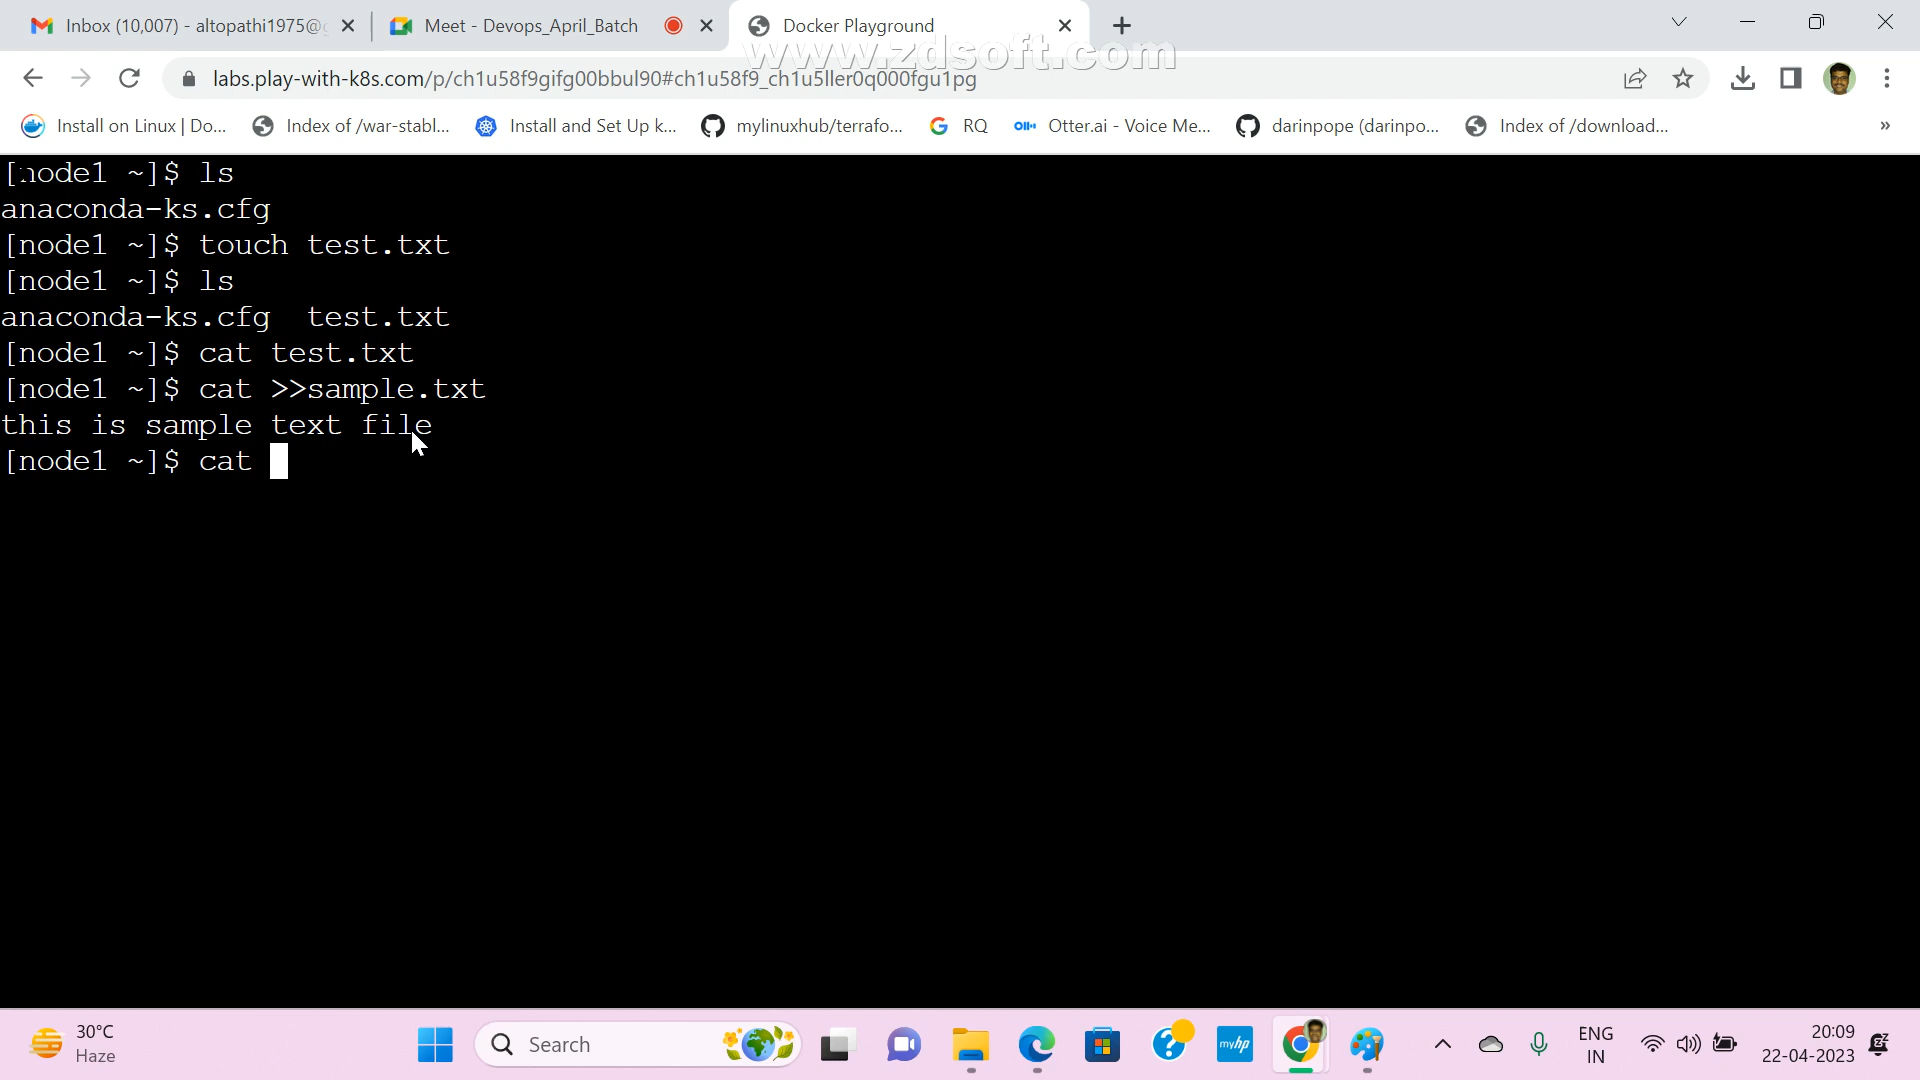 Inbox (10,007) - altopathi1975@g
Meet - Devops_April_Batch
Docker Playground
www.zdsoft.com
labs.play-with-k8s.com/p/ch1u58f9gifg00bbul90#ch1u58f9_ch1u5ller0q000fgu1pg
Install on Linux | Do...
Index of /war-stabl...
Install and Set Up k...
mylinuxhub/terrafo...
RQ
Otter.ai - Voice Me...
darinpope (darinpo...
Index of /download...
»
[node1 ~]$ ls
anaconda-ks.cfg
[node1 ~]$ touch test.txt
[node1 ~]$ ls
anaconda-ks.cfg  test.txt
[node1 ~]$ cat test.txt
[node1 ~]$ cat >>sample.txt
this is sample text file
[node1 ~]$ cat
30°C
Haze
Search
myhp
ENG
IN
20:09
22-04-2023